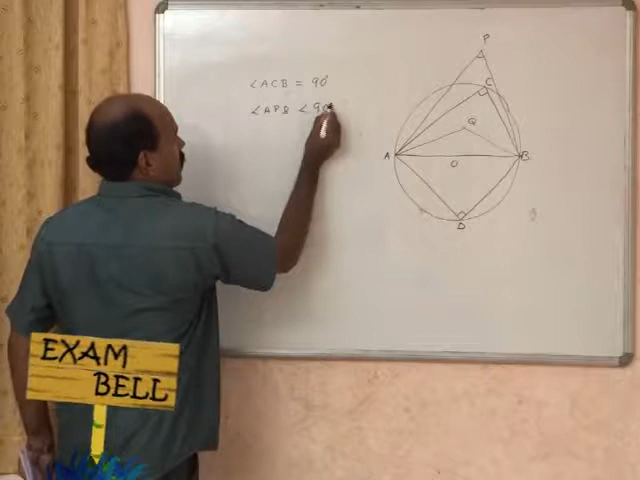 ∠ACB = 90°
∠APB < 90
P
C
Q
A
B
O
D
EXAM
BELL